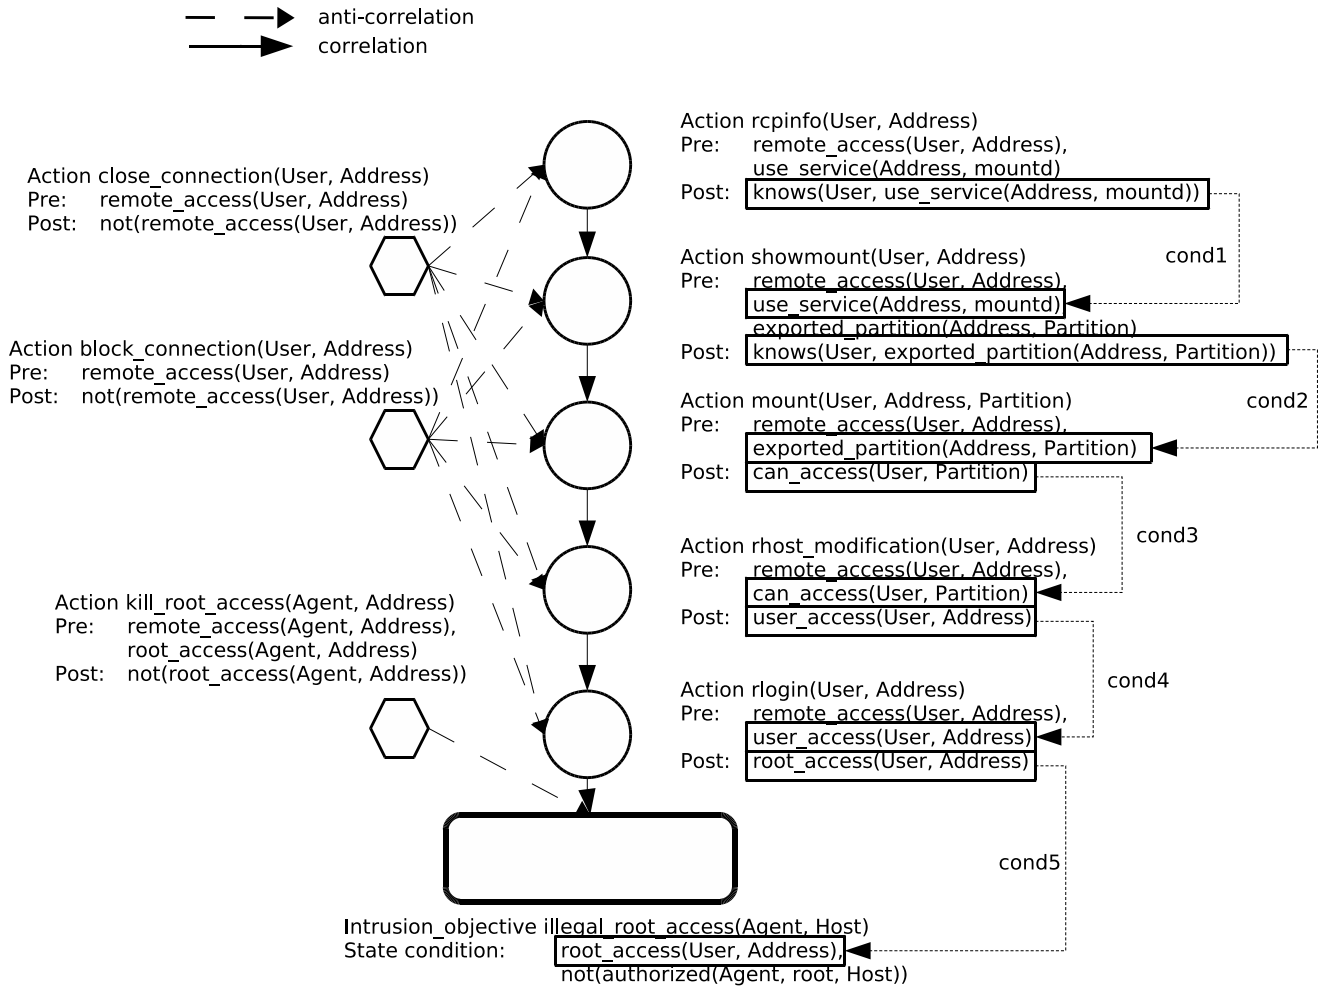 anti-correlation
correlation
Action rcpinfo(User, Address)
Pre: remote_access(User, Address),
use_service(Address, mountd)
Post: knows(User, use_service(Address, mountd))
Action close_connection(User, Address)
Pre: remote_access(User, Address)
Post: not(remote_access(User, Address))
cond1
Action showmount(User, Address)
Pre: remote_access(User, Address),
use_service(Address, mountd)
exported_partition(Address, Partition)
Post: knows(User, exported_partition(Address, Partition))
Action block_connection(User, Address)
Pre: remote_access(User, Address)
Post: not(remote_access(User, Address))
cond2
Action mount(User, Address, Partition)
Pre: remote_access(User, Address),
exported_partition(Address, Partition)
Post: can_access(User, Partition)
cond3
Action rhost_modification(User, Address)
Pre: remote_access(User, Address),
can_access(User, Partition)
Post: user_access(User, Address)
Action kill_root_access(Agent, Address)
Pre: remote_access(Agent, Address),
root_access(Agent, Address)
Post: not(root_access(Agent, Address))
cond4
Action rlogin(User, Address)
Pre: remote_access(User, Address),
user_access(User, Address)
Post: root_access(User, Address)
cond5
Intrusion_objective illegal_root_access(Agent, Host)
State condition: root_access(User, Address),
not(authorized(Agent, root, Host))